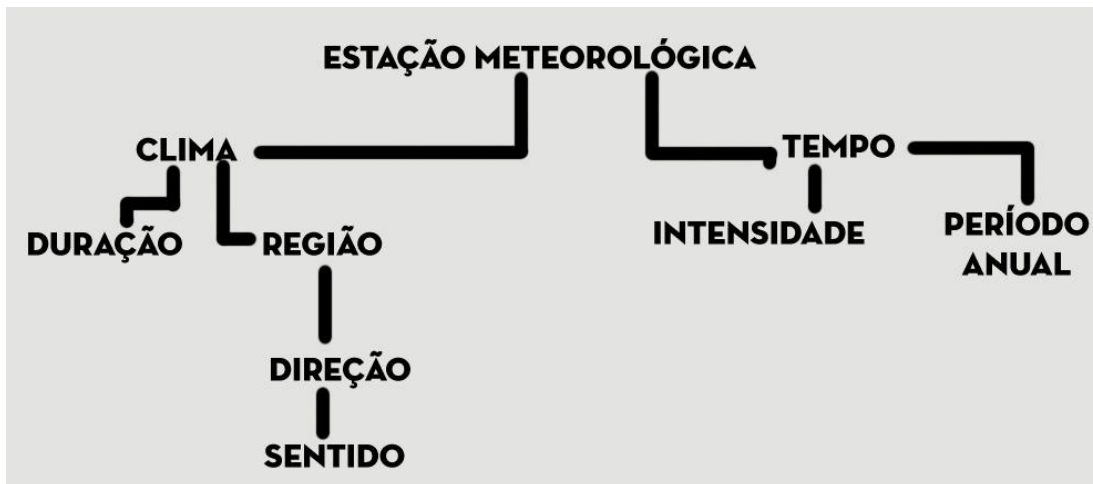 ESTAÇÃO METEOROLÓGICA
CLIMA
TEMPO
DURAÇÃO
REGIÃO
INTENSIDADE
PERÍODO
ANUAL
DIREÇÃO
SENTIDO